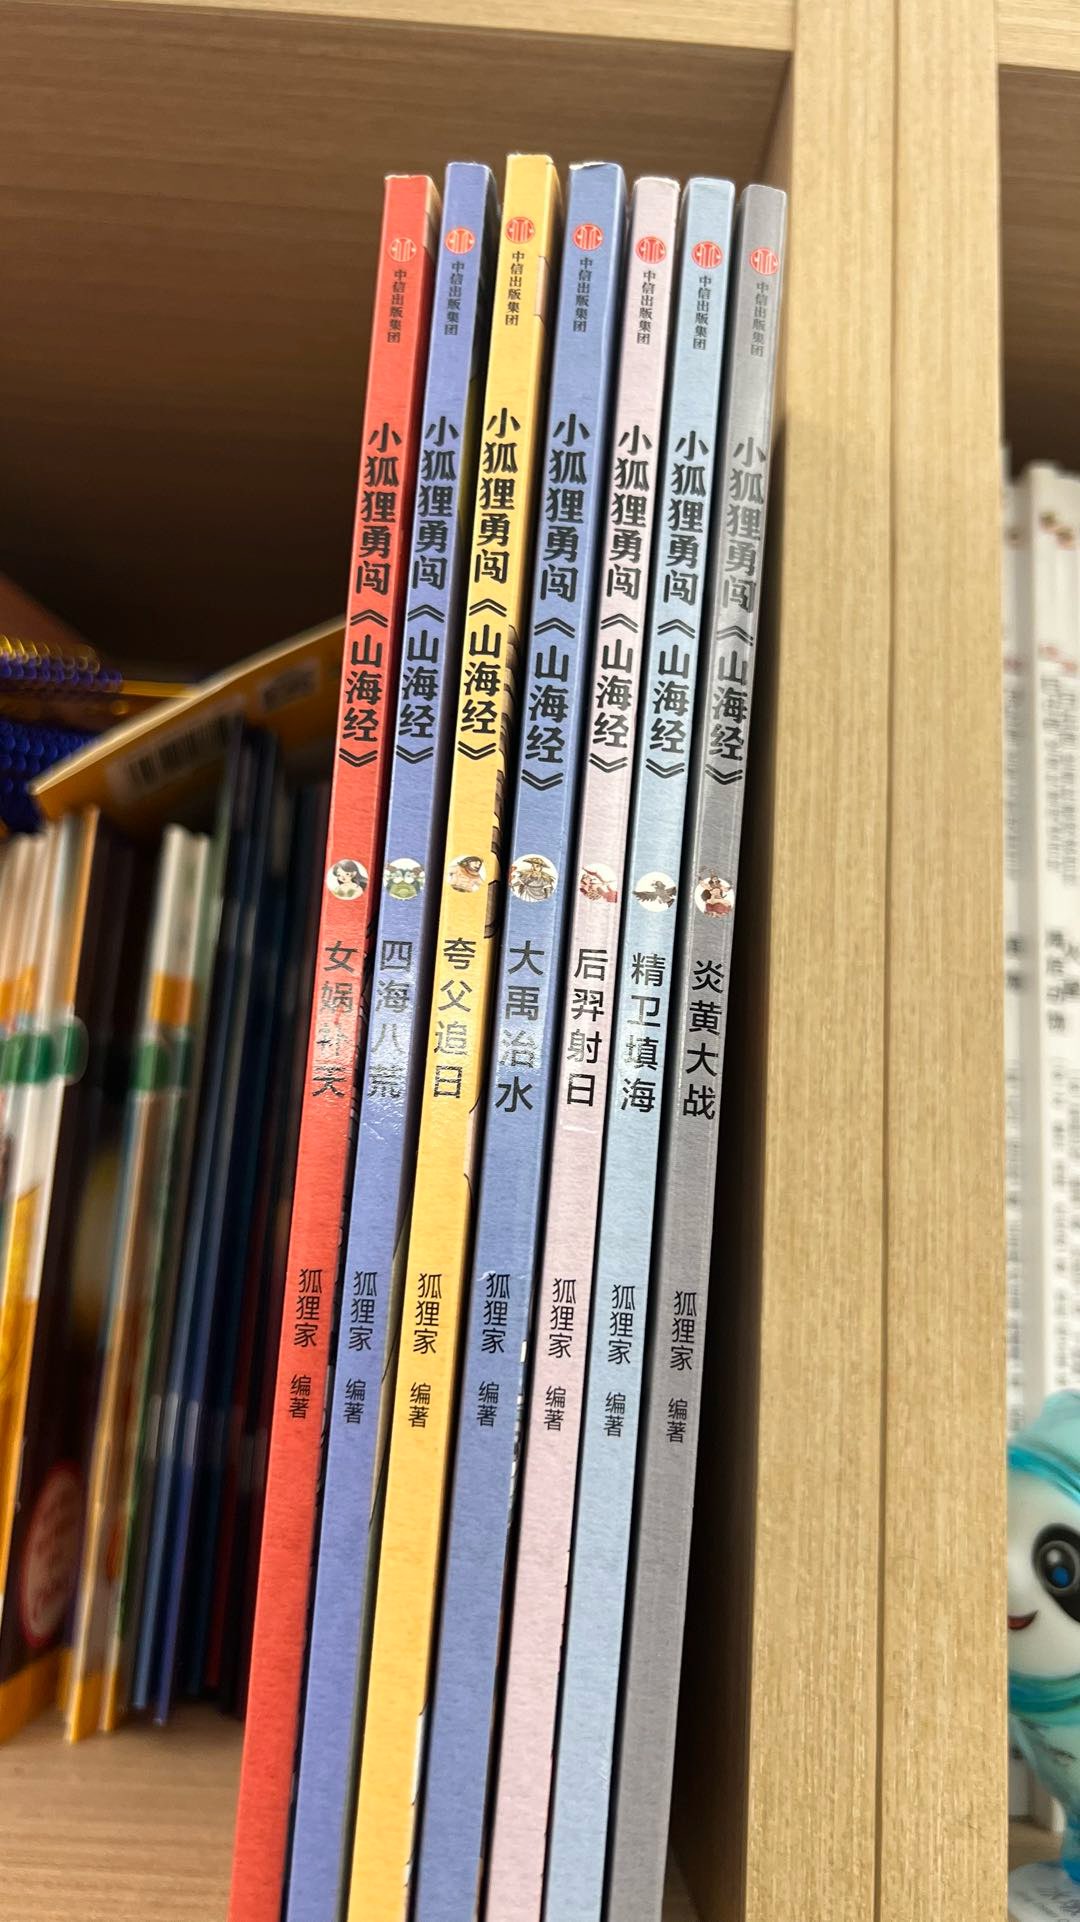 中信出版集团
小狐狸勇闯《山海经》
女娲补天
狐狸家 编著
中信出版集团
小狐狸勇闯《山海经》
四海八荒
狐狸家 编著
中信出版集团
小狐狸勇闯《山海经》
夸父追日
狐狸家 编著
中信出版集团
小狐狸勇闯《山海经》
大禹治水
狐狸家 编著
中信出版集团
小狐狸勇闯《山海经》
后羿射日
狐狸家 编著
中信出版集团
小狐狸勇闯《山海经》
精卫填海
狐狸家 编著
中信出版集团
小狐狸勇闯《山海经》
炎黄大战
狐狸家 编著